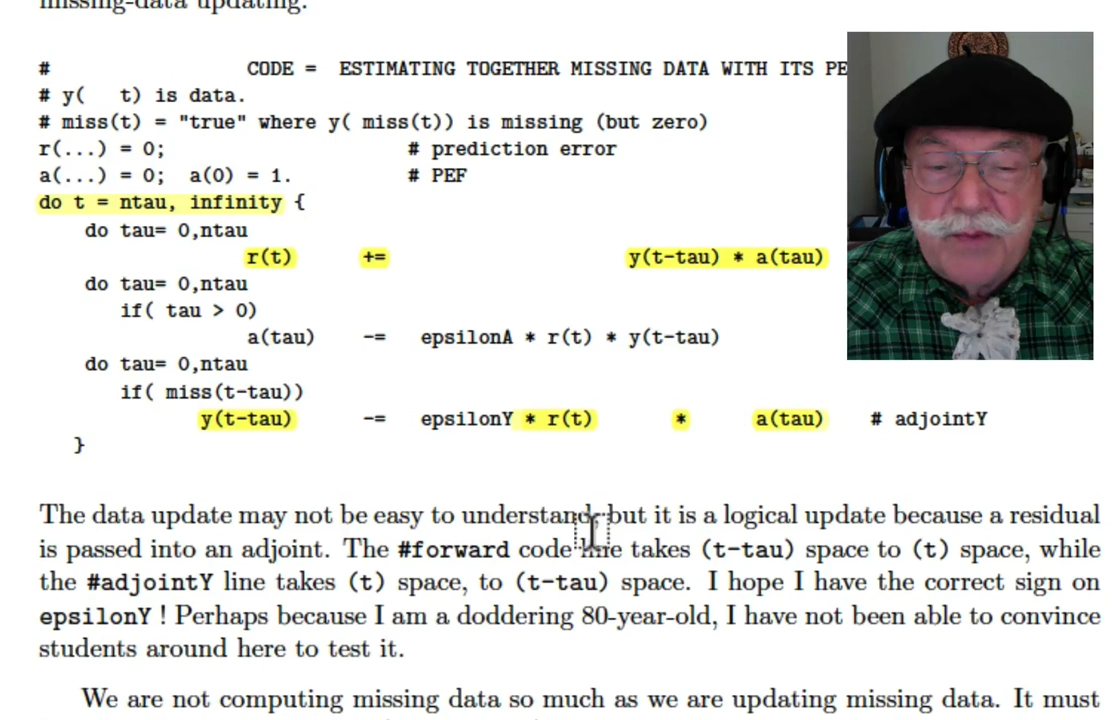 missing-data updating.
# CODE = ESTIMATING TOGETHER MISSING DATA WITH ITS
# y( t) is data.
# miss(t) = "true" where y( miss(t)) is missing (but zero)
r(...) = 0; # prediction error
a(...) = 0; a(0) = 1. # PEF
do t = ntau, infinity {
do tau= 0,ntau
r(t) += y(t-tau) * a(tau)
do tau= 0,ntau
if( tau > 0)
a(tau) -= epsilonA * r(t) * y(t-tau)
do tau= 0,ntau
if( miss(t-tau))
y(t-tau) -= epsilonY * r(t) * a(tau) # adjointY
}
The data update may not be easy to understand, but it is a logical update because a residual
is passed into an adjoint. The #forward code line takes (t-tau) space to (t) space, while
the #adjointY line takes (t) space, to (t-tau) space. I hope I have the correct sign on
epsilonY ! Perhaps because I am a doddering 80-year-old, I have not been able to convince
students around here to test it.
We are not computing missing data so much as we are updating missing data. It must